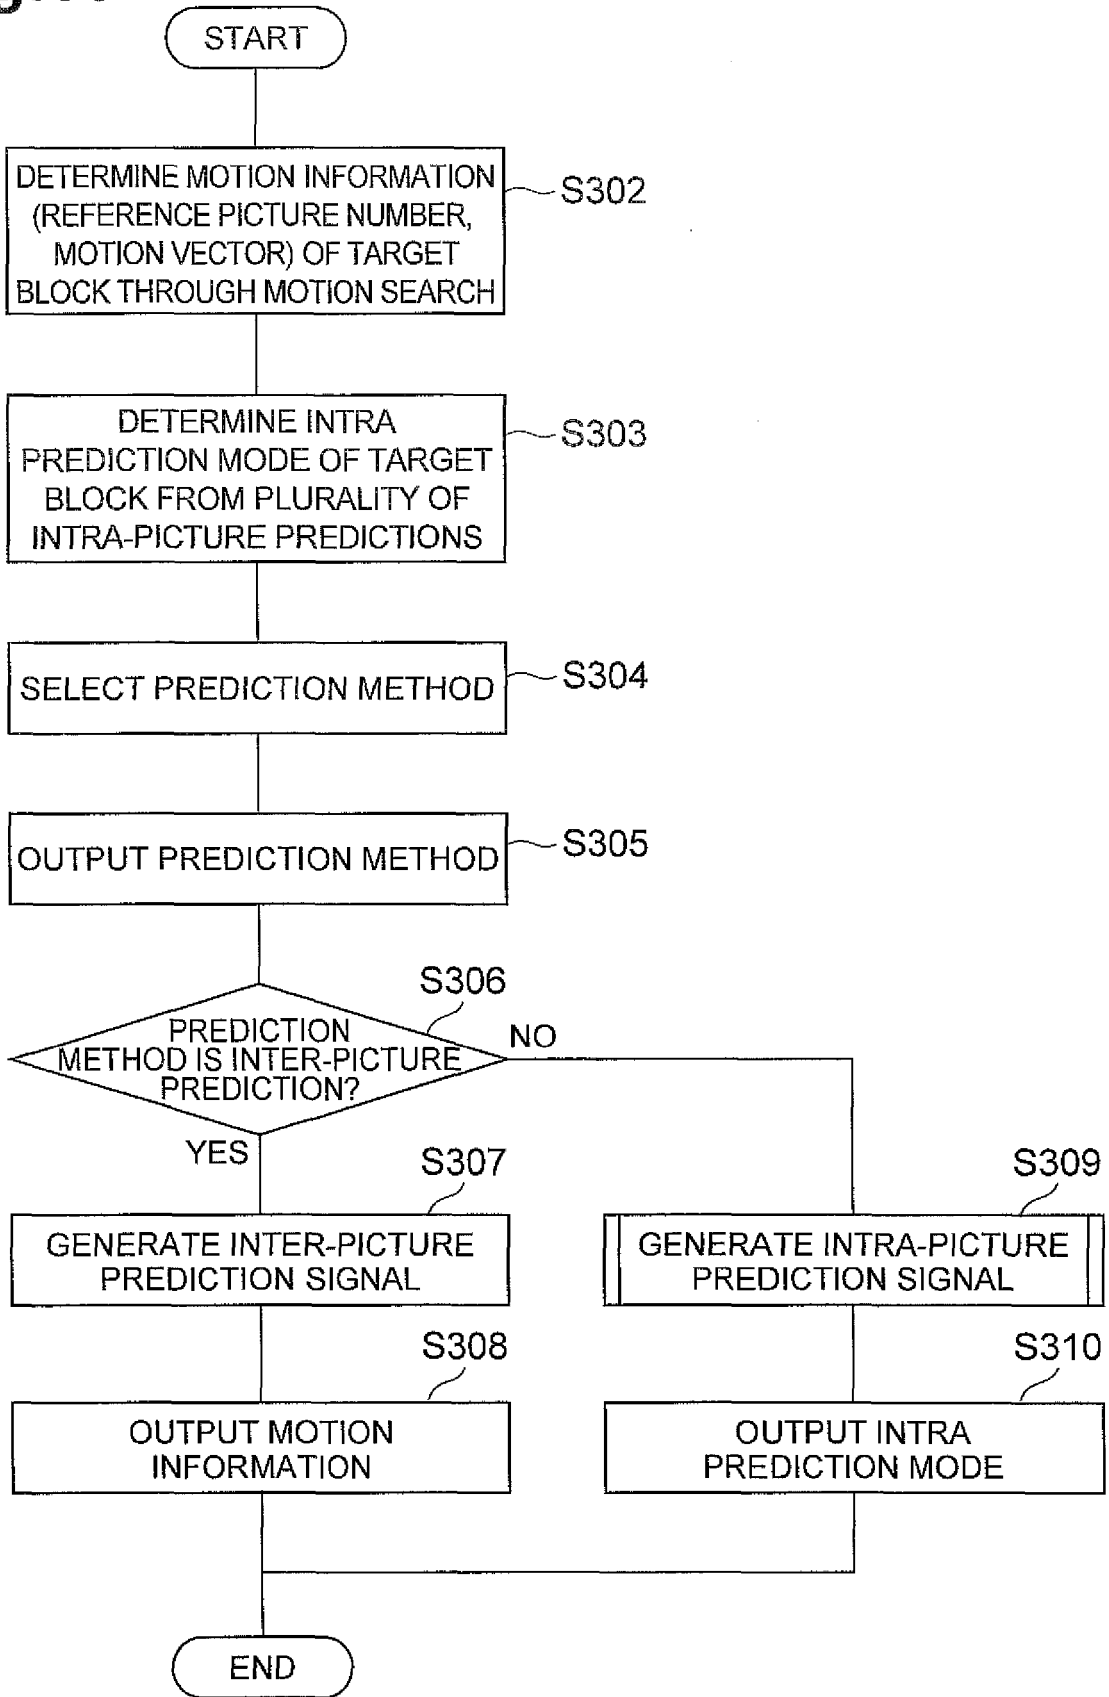 START
DETERMINE MOTION INFORMATION
(REFERENCE PICTURE NUMBER,
MOTION VECTOR) OF TARGET
BLOCK THROUGH MOTION SEARCH
S302
DETERMINE INTRA
PREDICTION MODE OF TARGET
BLOCK FROM PLURALITY OF
INTRA-PICTURE PREDICTIONS
S303
SELECT PREDICTION METHOD
S304
OUTPUT PREDICTION METHOD
S305
S306
PREDICTION
METHOD IS INTER-PICTURE
PREDICTION?
NO
YES
S307
GENERATE INTER-PICTURE
PREDICTION SIGNAL
S308
OUTPUT MOTION
INFORMATION
S309
GENERATE INTRA-PICTURE
PREDICTION SIGNAL
S310
OUTPUT INTRA
PREDICTION MODE
END